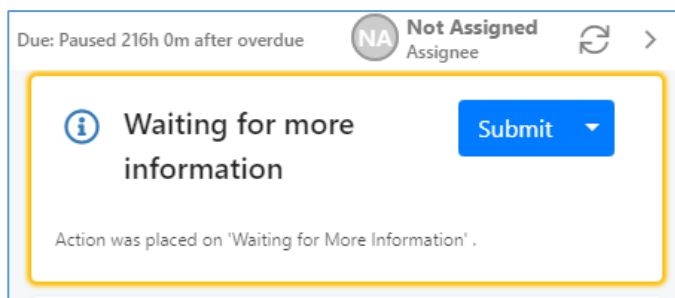 Due: Paused 216h 0m after overdue
NA
Not Assigned
Assignee
Waiting for more
information
Submit
Action was placed on 'Waiting for More Information' .